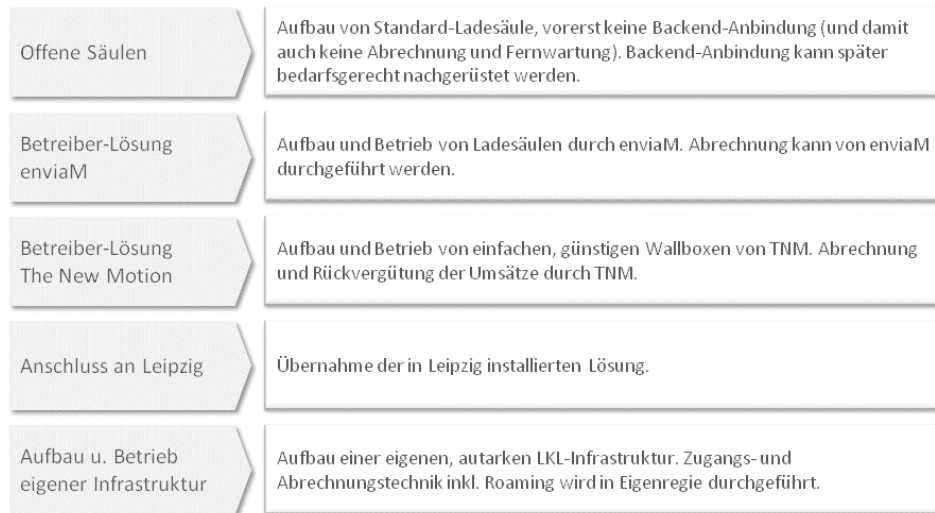 Offene Säulen
Aufbau von Standard-Ladesäule, vorerst keine Backend-Anbindung (und damit
auch keine Abrechnung und Fernwartung). Backend-Anbindung kann später
bedarfsgerecht nachgerüstet werden.
Betreiber-Lösung
enviaM
Aufbau und Betrieb von Ladesäulen durch enviaM. Abrechnung kann von enviaM
durchgeführt werden.
Betreiber-Lösung
The New Motion
Aufbau und Betrieb von einfachen, günstigen Wallboxen von TNM. Abrechnung
und Rückvergütung der Umsätze durch TNM.
Anschluss an Leipzig
Übernahme der in Leipzig installierten Lösung.
Aufbau u. Betrieb
eigener Infrastruktur
Aufbau einer eigenen, autarken LKL-Infrastruktur. Zugangs- und
Abrechnungstechnik inkl. Roaming wird in Eigenregie durchgeführt.